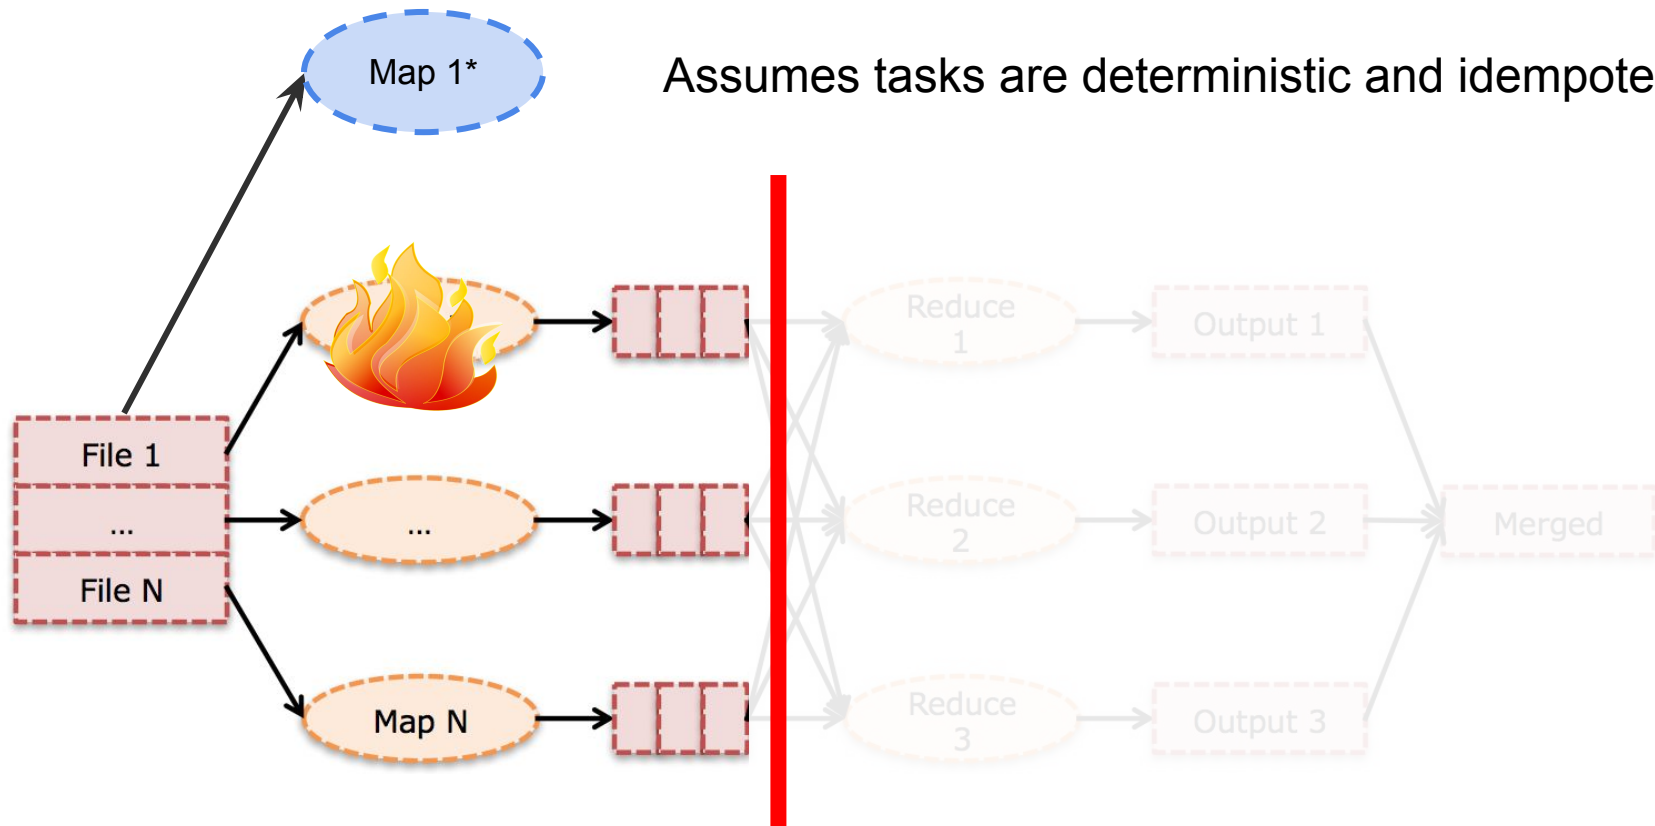 Map 1*
Assumes tasks are deterministic and idempote
File 1
...
File N
...
Map N
Reduce
1
Output 1
Reduce
2
Output 2
Merged
Reduce
3
Output 3